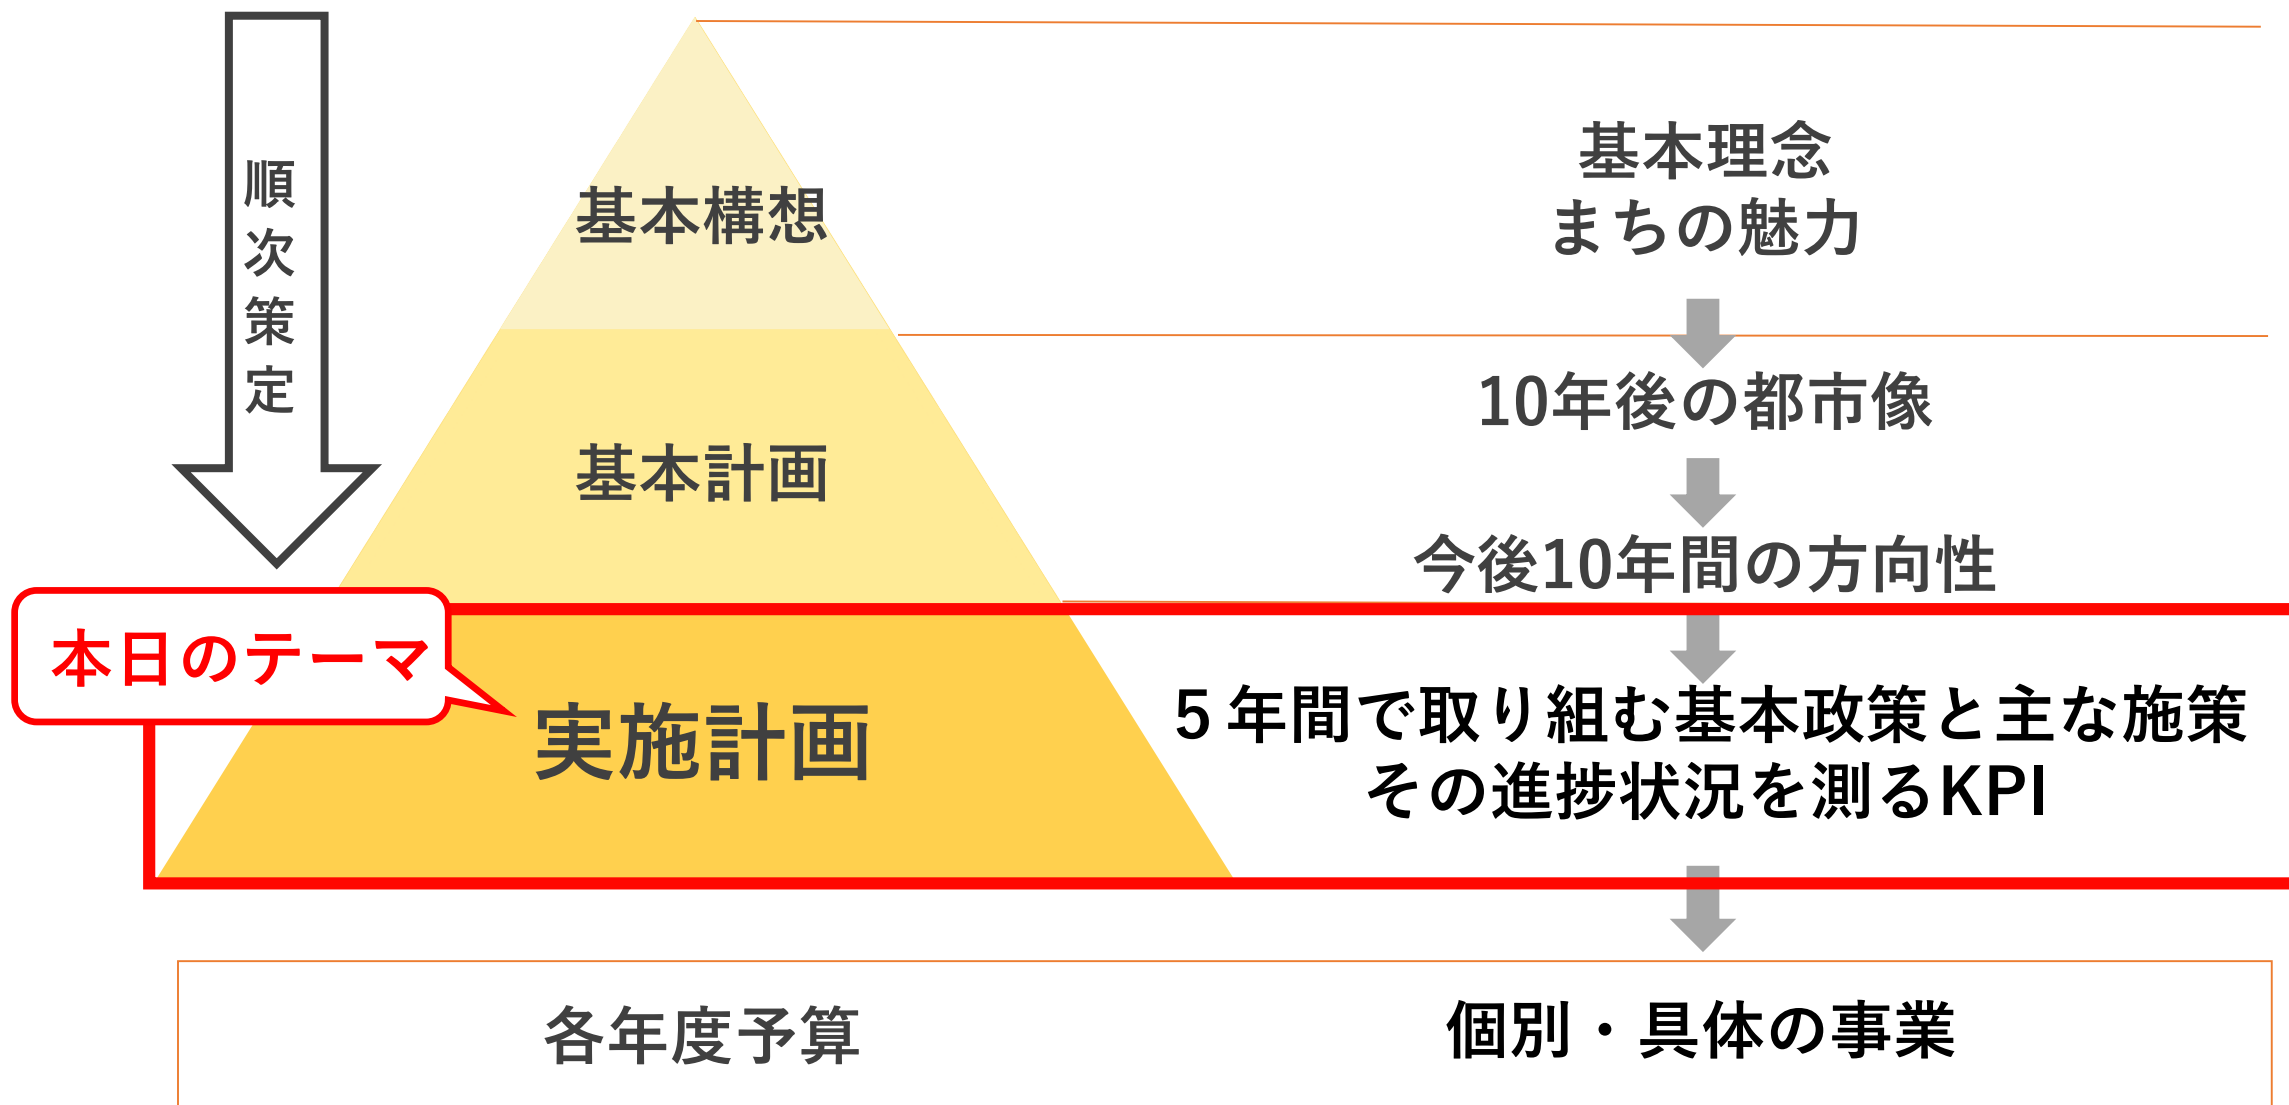 順次策定
基本構想
基本理念
まちの魅力
基本計画
10年後の都市像
今後10年間の方向性
本日のテーマ
実施計画
5年間で取り組む基本政策と主な施策
その進捗状況を測るKPI
各年度予算
個別・具体の事業